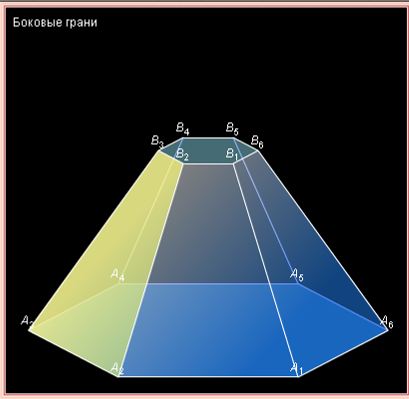 Боковые грани
B₄ B₅
B₃ B₆
B₂ B₁
A₄ A₅
A₃ A₆
A₂ A₁